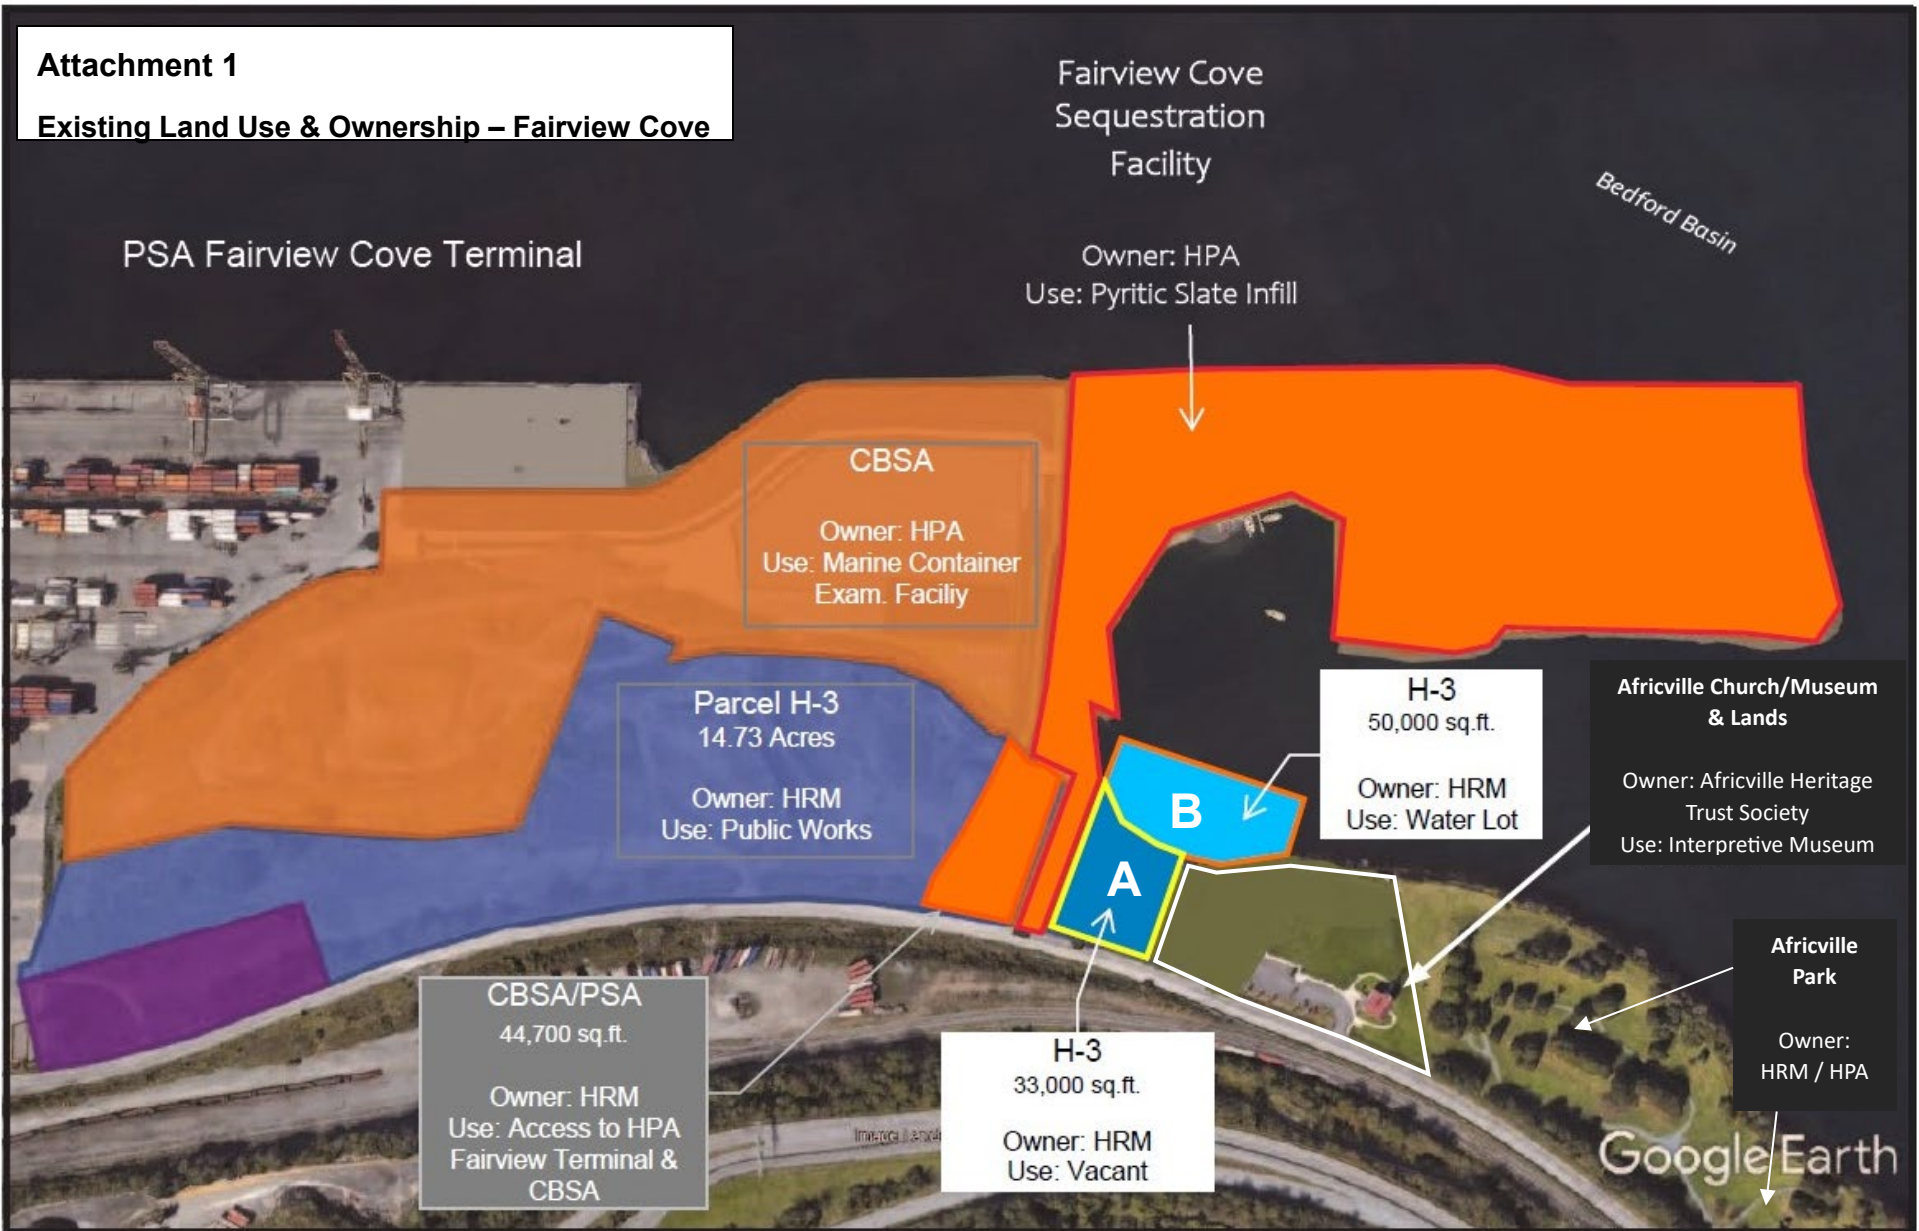 Attachment 1
Existing Land Use & Ownership – Fairview Cove
Fairview Cove
Sequestration
Facility
Owner: HPA
Use: Pyritic Slate Infill
Bedford Basin
PSA Fairview Cove Terminal
CBSA
Owner: HPA
Use: Marine Container
Exam. Faciliy
Parcel H-3
14.73 Acres
Owner: HRM
Use: Public Works
H-3
50,000 sq.ft.
Owner: HRM
Use: Water Lot
Africville Church/Museum
& Lands
Owner: Africville Heritage
Trust Society
Use: Interpretive Museum
B
A
Africville
Park
Owner:
HRM / HPA
CBSA/PSA
44,700 sq.ft.
Owner: HRM
Use: Access to HPA
Fairview Terminal &
CBSA
H-3
33,000 sq.ft.
Owner: HRM
Use: Vacant
Google Earth